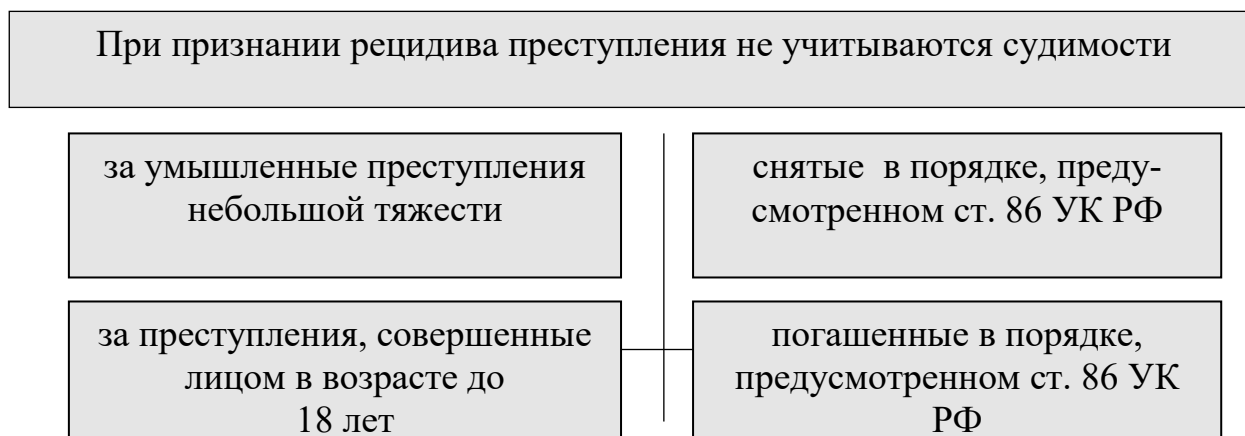 При признании рецидива преступления не учитываются судимости
за умышленные преступления
небольшой тяжести
снятые в порядке, преду-
смотренном ст. 86 УК РФ
за преступления, совершенные
лицом в возрасте до
18 лет
погашенные в порядке,
предусмотренном ст. 86 УК
РФ